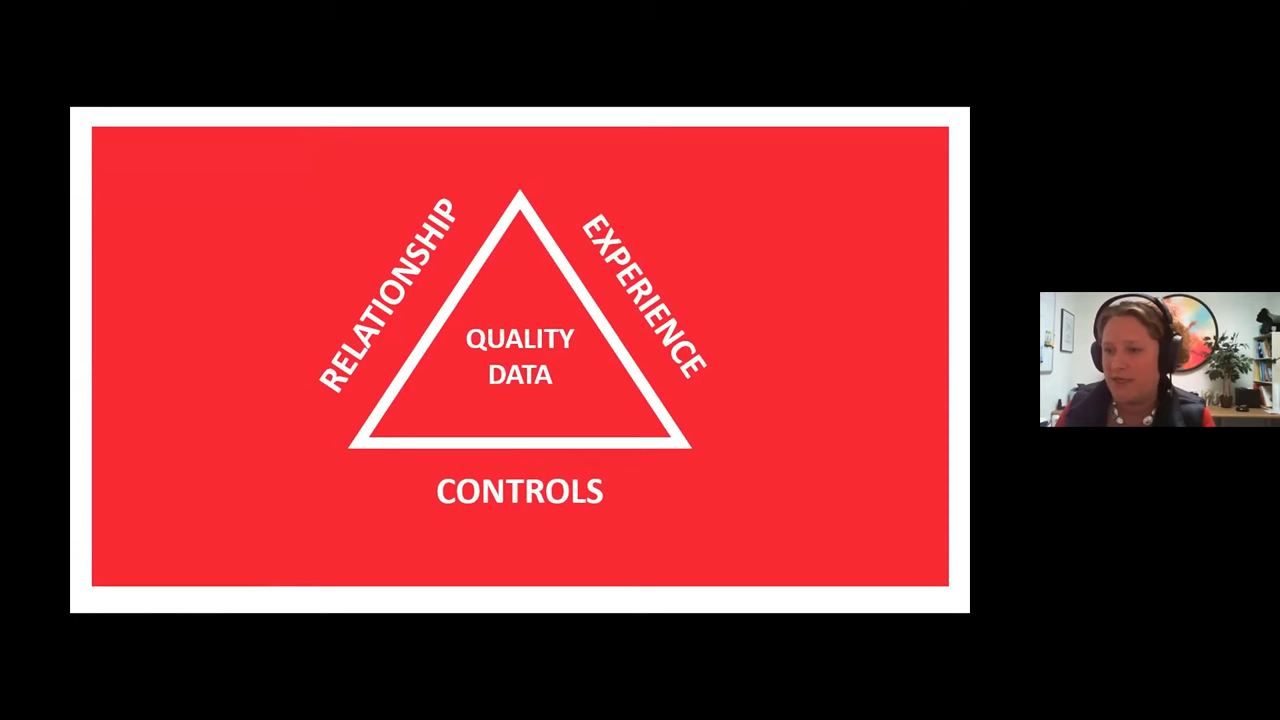 RELATIONSHIP
EXPERIENCE
QUALITY
DATA
CONTROLS